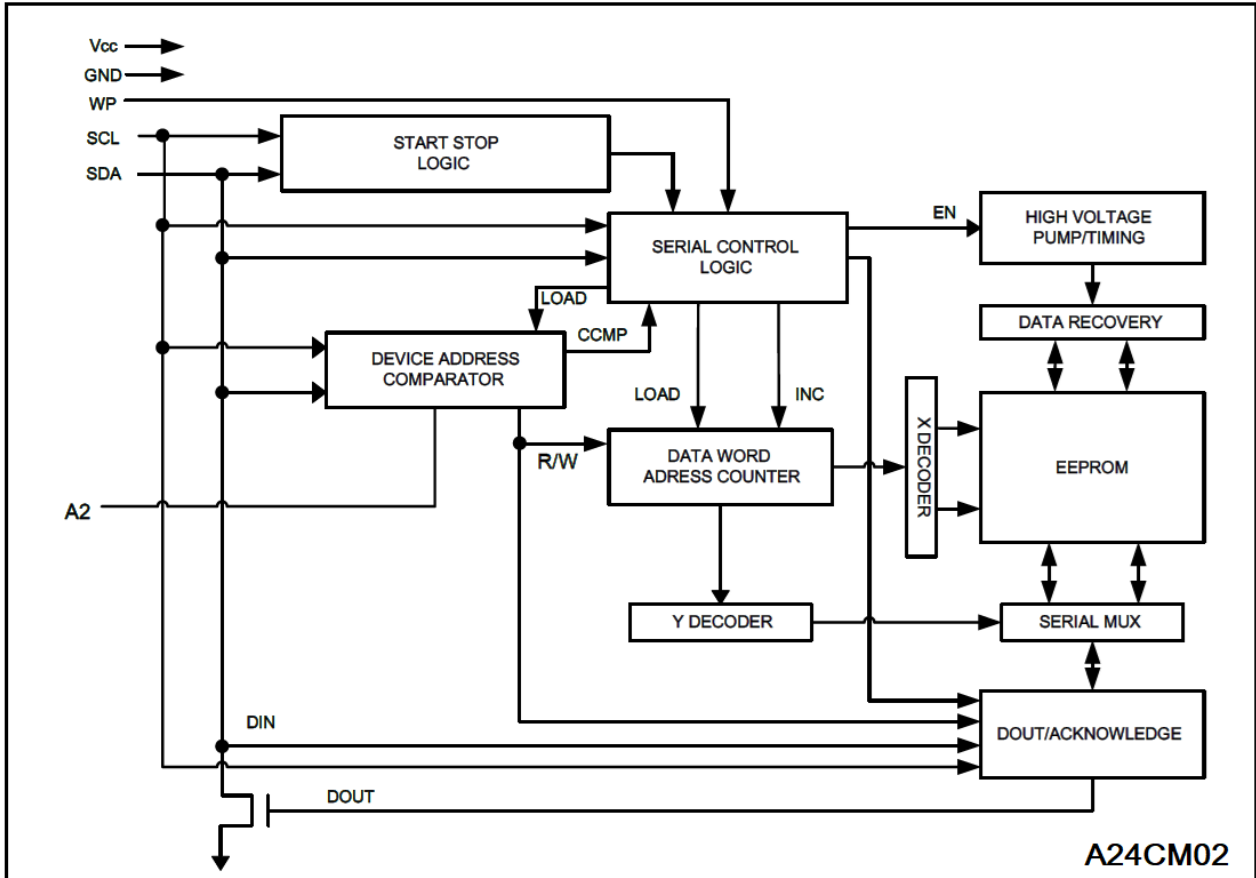 Vcc
GND
WP
SCL
SDA
START STOP
LOGIC
SERIAL CONTROL
LOGIC
EN
HIGH VOLTAGE
PUMP/TIMING
LOAD
CCMP
DATA RECOVERY
DEVICE ADDRESS
COMPARATOR
LOAD
INC
X DECODER
EEPROM
R/W
DATA WORD
ADRESS COUNTER
A2
Y DECODER
SERIAL MUX
DIN
DOUT/ACKNOWLEDGE
DOUT
A24CM02